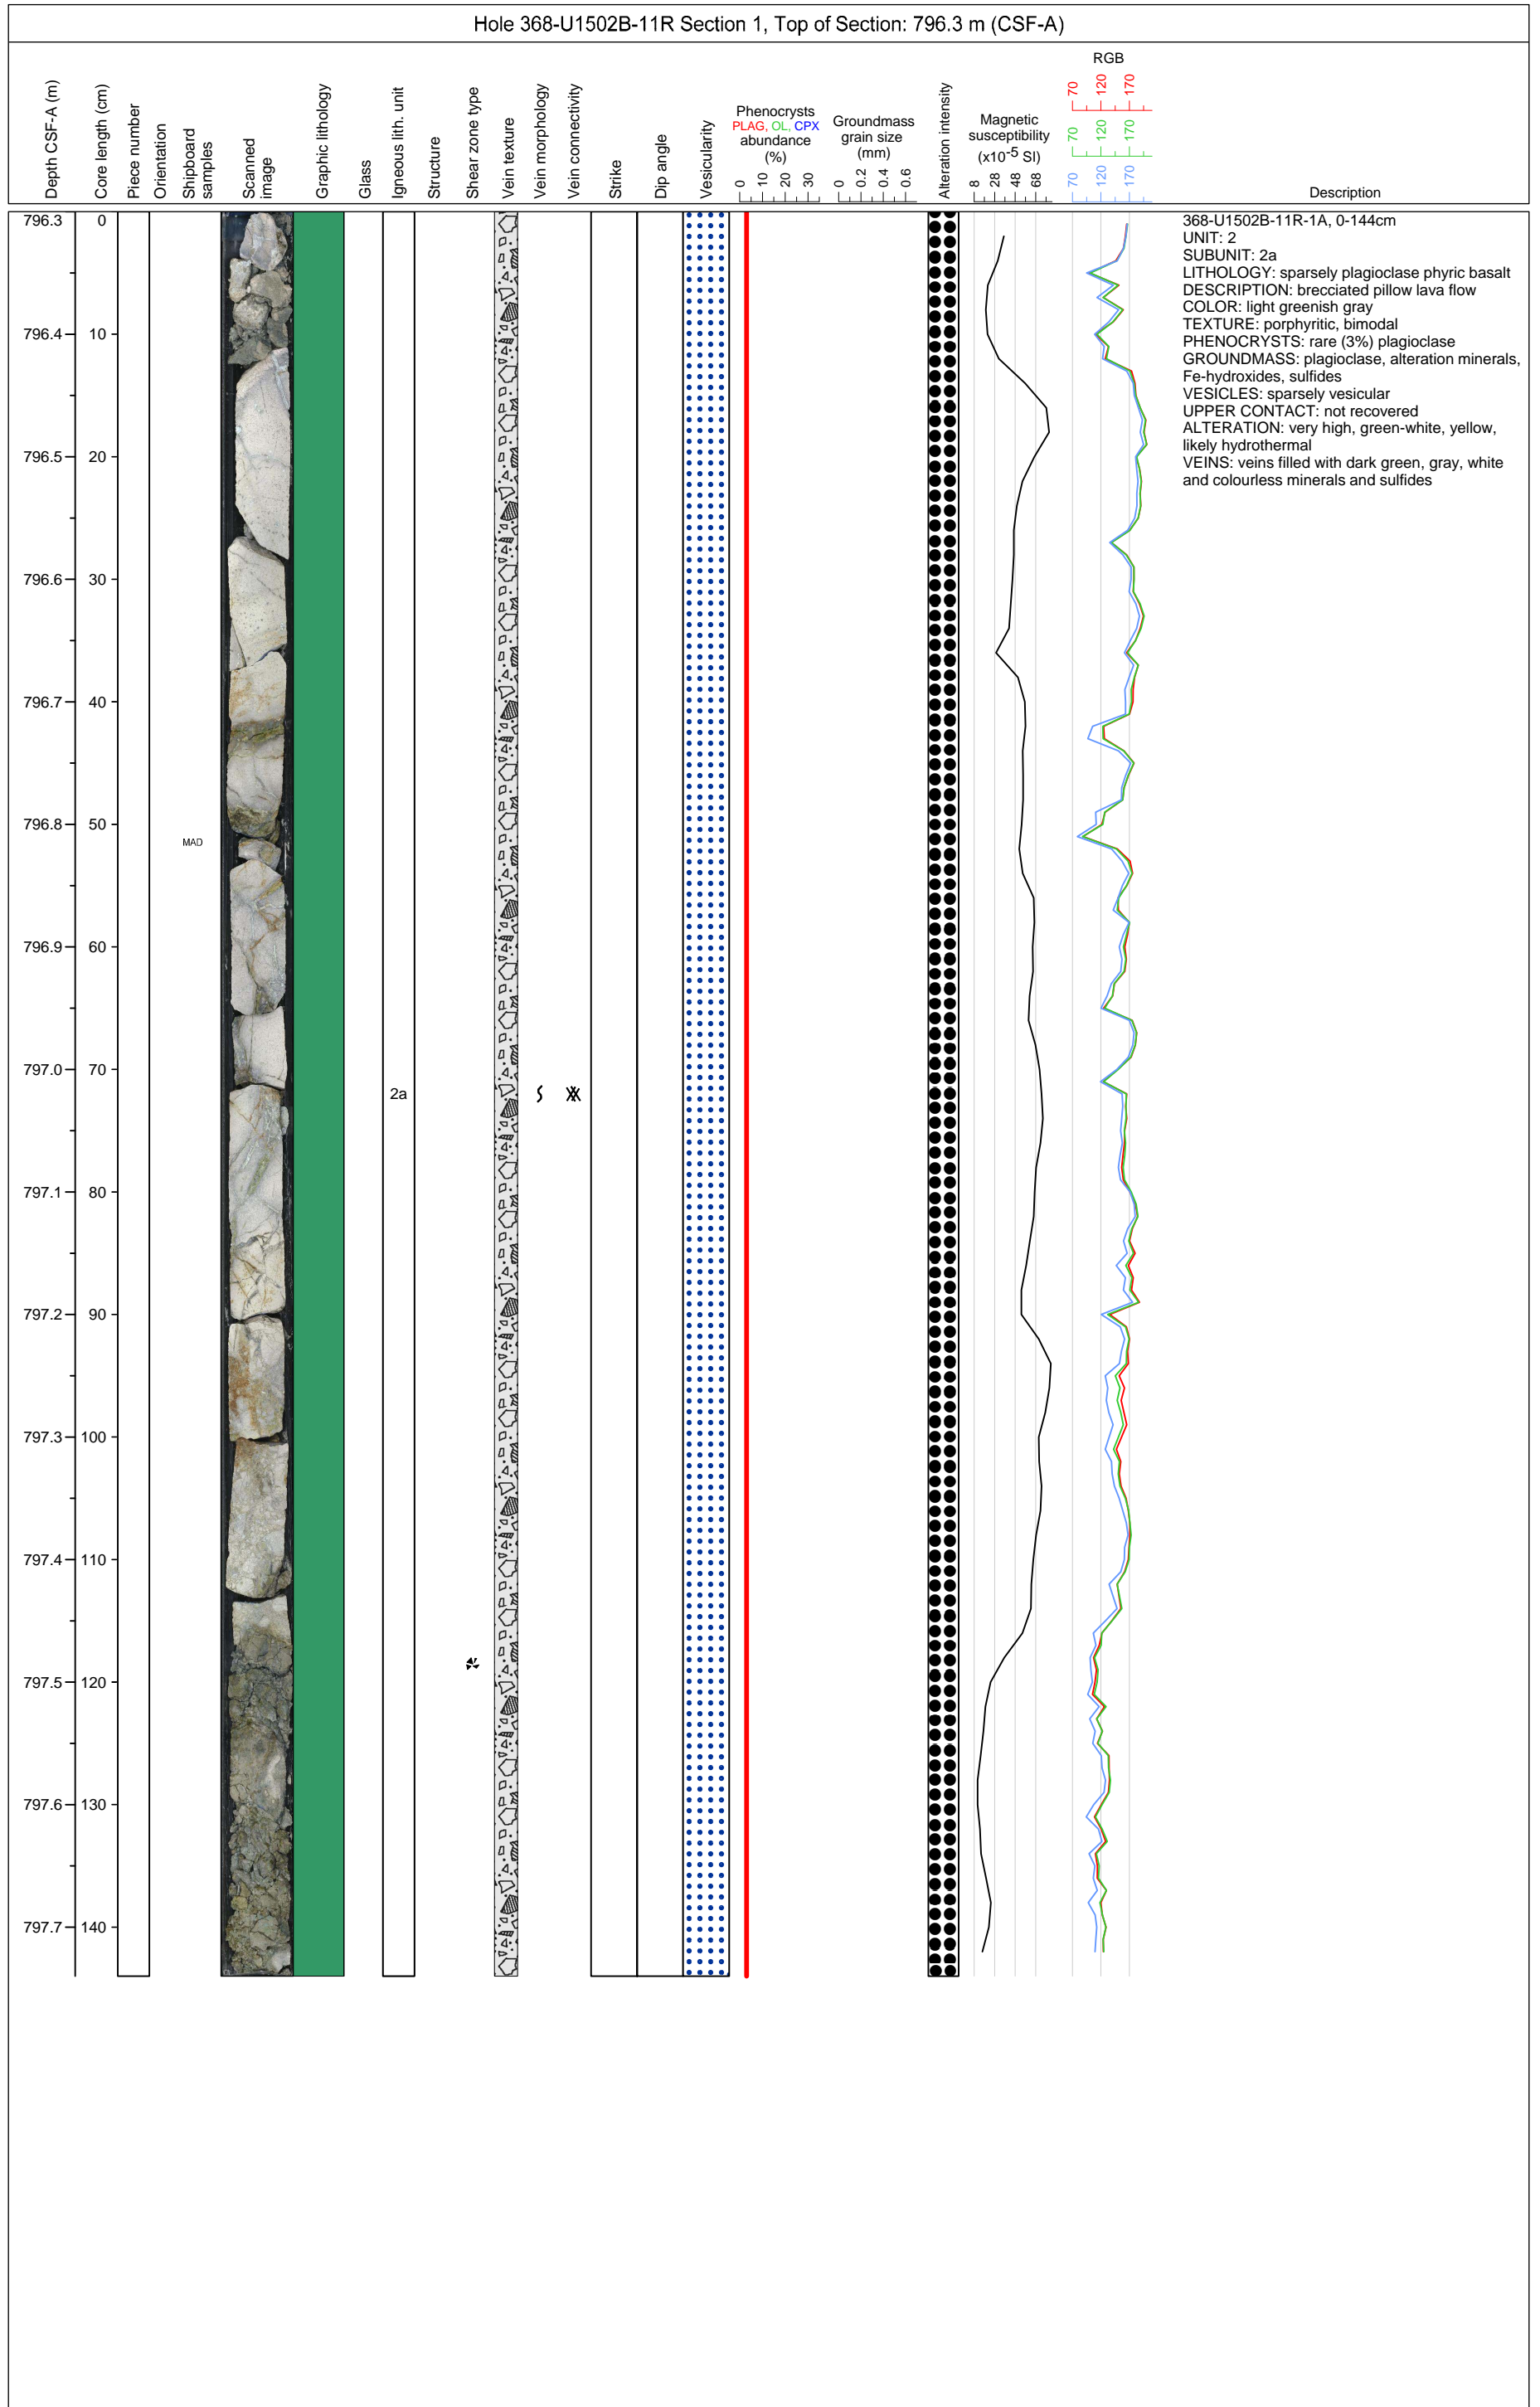 Hole 368-U1502B-11R Section 1, Top of Section: 796.3 m (CSF-A)
Depth CSF-A (m)
Core length (cm)
Piece number
Orientation
Shipboard
samples
Scanned
image
Graphic lithology
Glass
Igneous lith. unit
Structure
Shear zone type
Vein texture
Vein morphology
Vein connectivity
Strike
Dip angle
Vesicularity
Phenocrysts
PLAG, OL, CPX
abundance
(%)
0 10 20 30
Groundmass
grain size
(mm)
0 0.2 0.4 0.6
Alteration intensity
Magnetic
susceptibility
(x10-5 SI)
8 28 48 68
RGB
70 120 170
70 120 170
70 120 170
Description
796.3 0
796.4 10
796.5 20
796.6 30
796.7 40
796.8 50
796.9 60
797.0 70
797.1 80
797.2 90
797.3 100
797.4 110
797.5 120
797.6 130
797.7 140
MAD
2a
368-U1502B-11R-1A, 0-144cm
UNIT: 2
SUBUNIT: 2a
LITHOLOGY: sparsely plagioclase phyric basalt
DESCRIPTION: brecciated pillow lava flow
COLOR: light greenish gray
TEXTURE: porphyritic, bimodal
PHENOCRYSTS: rare (3%) plagioclase
GROUNDMASS: plagioclase, alteration minerals,
Fe-hydroxides, sulfides
VESICLES: sparsely vesicular
UPPER CONTACT: not recovered
ALTERATION: very high, green-white, yellow,
likely hydrothermal
VEINS: veins filled with dark green, gray, white
and colourless minerals and sulfides